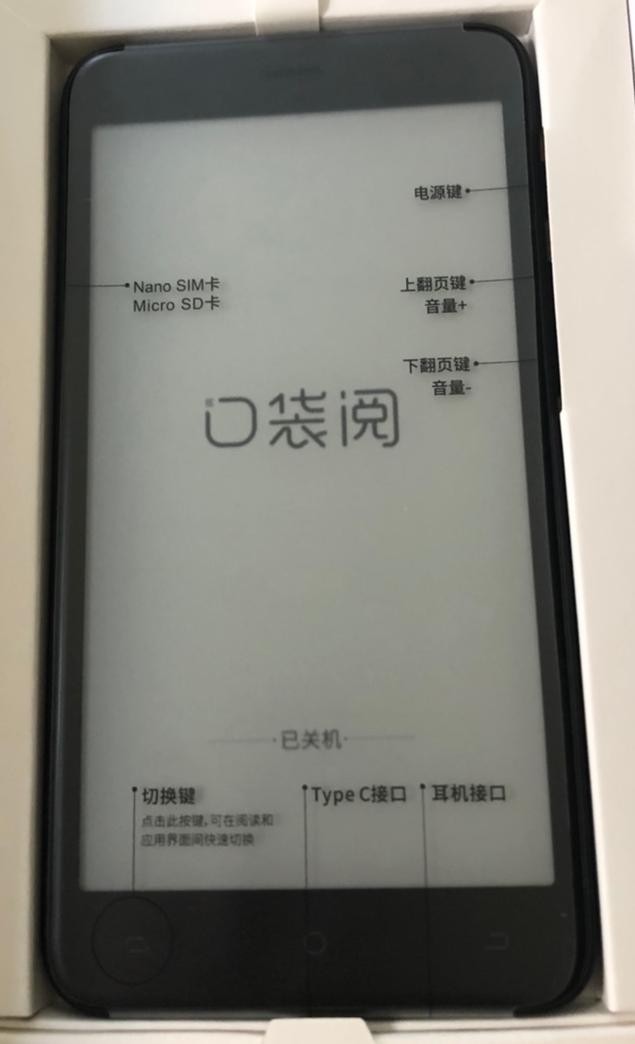 电源键
Nano SIM卡
Micro SD卡
上翻页键
音量+
下翻页键
音量-
口袋阅
·已关机·
切换键
点击此按键,可在阅读和
应用界面间快速切换
Type C接口
耳机接口